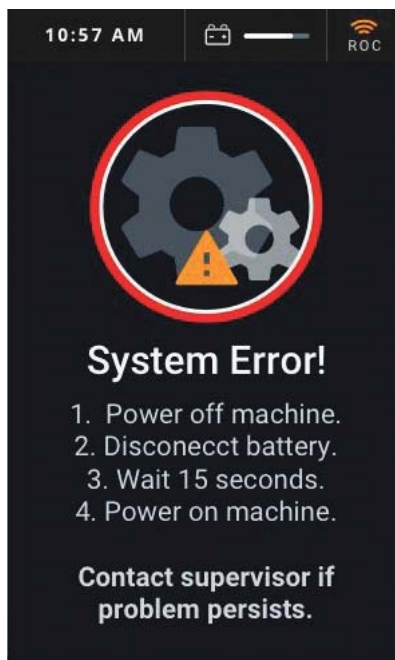 10:57 AM
ROC
System Error!
1. Power off machine.
2. Disconecct battery.
3. Wait 15 seconds.
4. Power on machine.
Contact supervisor if
problem persists.